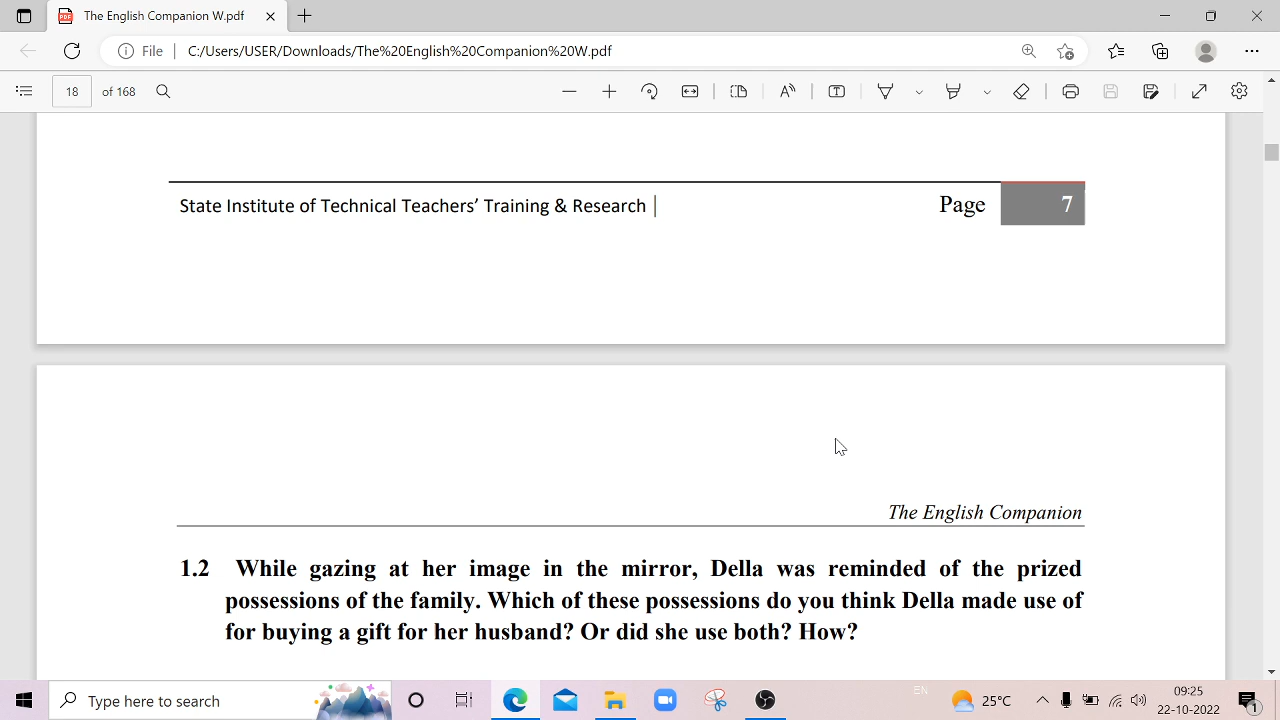 The English Companion W.pdf
File
C:/Users/USER/Downloads/The%20English%20Companion%20W.pdf
18
of 168
State Institute of Technical Teachers’ Training & Research |
Page
7
The English Companion
1.2 While gazing at her image in the mirror, Della was reminded of the prized
possessions of the family. Which of these possessions do you think Della made use of
for buying a gift for her husband? Or did she use both? How?
Type here to search
EN
25°C
09:25
22-10-2022
1